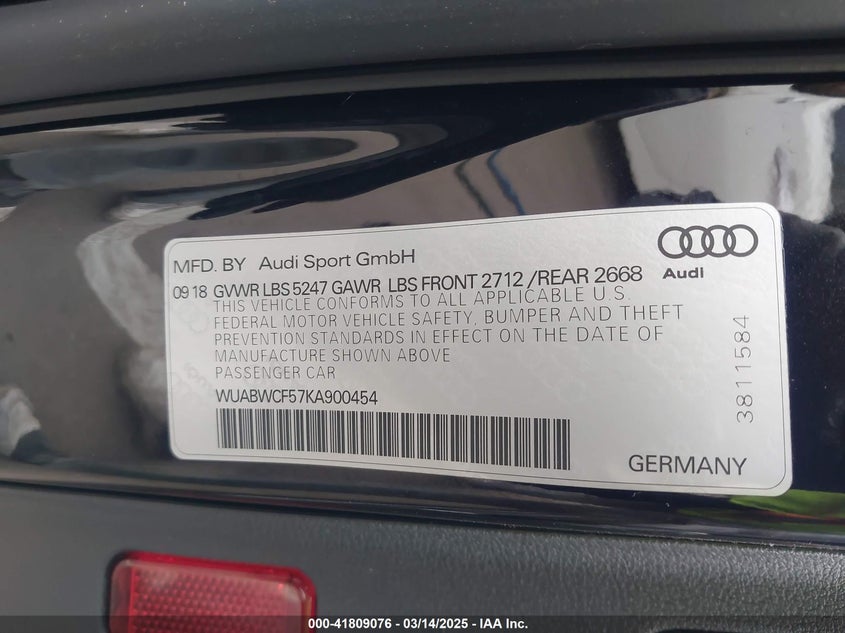 MFD. BY Audi Sport GmbH
Audi
09 18 GVWR LBS 5247 GAWR LBS FRONT 2712 /REAR 2668
THIS VEHICLE CONFORMS TO ALL APPLICABLE U.S.
FEDERAL MOTOR VEHICLE SAFETY, BUMPER AND THEFT
PREVENTION STANDARDS IN EFFECT ON THE DATE OF
MANUFACTURE SHOWN ABOVE
PASSENGER CAR
WUABWCF57KA900454
3811584
GERMANY
000-41809076 - 03/14/2025 - IAA Inc.